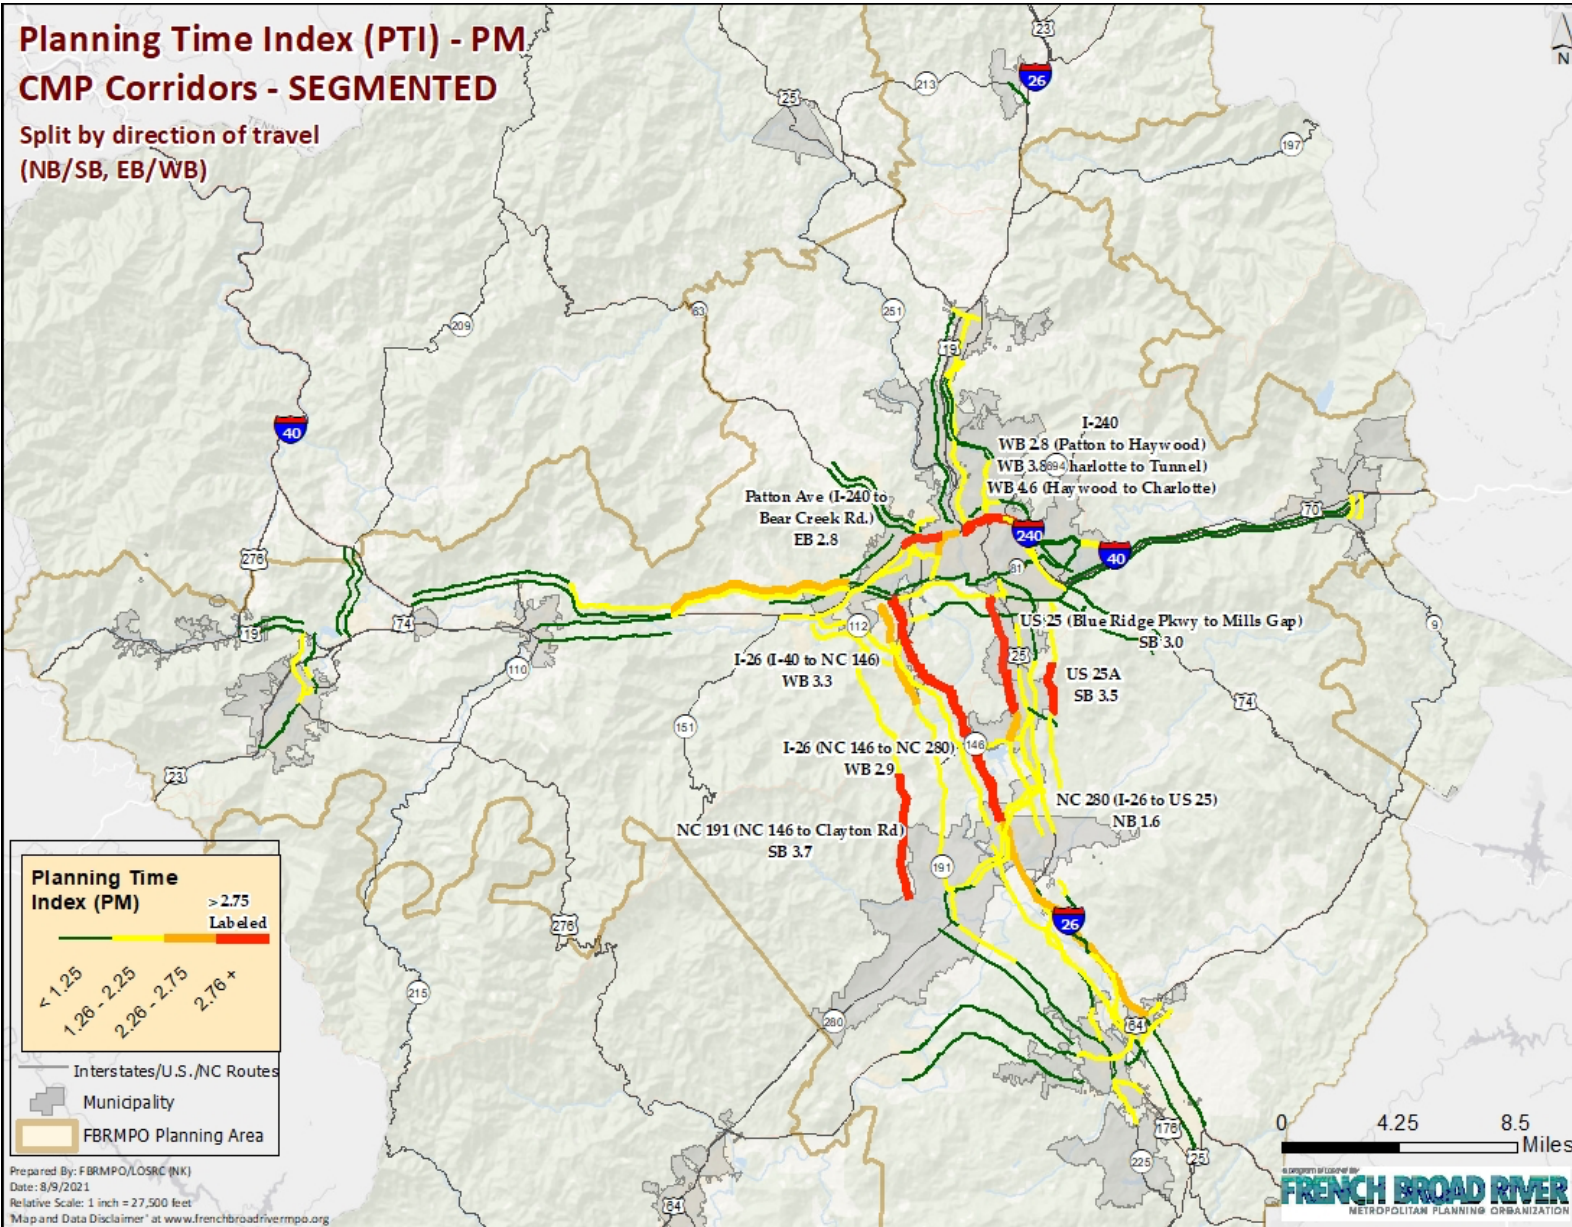 Planning Time Index (PTI) - PM
CMP Corridors - SEGMENTED
Split by direction of travel
(NB/SB, EB/WB)
N
23
26
25
213
TENN
197
209
63
251
19
40
I-240
WB 2.8 (Patton to Haywood)
WB 3.8 harlotte to Tunnel)
694
WB 4.6 (Haywood to Charlotte)
Patton Ave (I-240 to
Bear Creek Rd.)
EB 2.8
70
240
40
81
276
19
74
112
9
US 25 (Blue Ridge Pkwy to Mills Gap)
SB 3.0
25
I-26 (I-40 to NC 146)
WB 3.3
110
US 25A
SB 3.5
74
151
146
I-26 (NC 146 to NC 280)
WB 2.9
23
NC 280 (I-26 to US 25)
NB 1.6
NC 191 (NC 146 to Clayton Rd)
SB 3.7
191
26
276
215
280
64
176
225
25
64
Planning Time
Index (PM)
>2.75
Labeled
< 1.25
1.26 - 2.25
2.26 - 2.75
2.76 +
Interstates/U.S./NC Routes
Municipality
FBRMPO Planning Area
0 4.25 8.5
Miles
Prepared By: FBRMPO/LOSRC (NK)
Date: 8/9/2021
Relative Scale: 1 inch = 27,500 feet
'Map and Data Disclaimer' at www.frenchbroadrivermpo.org
FRENCH BROAD RIVER
METROPOLITAN PLANNING ORGANIZATION